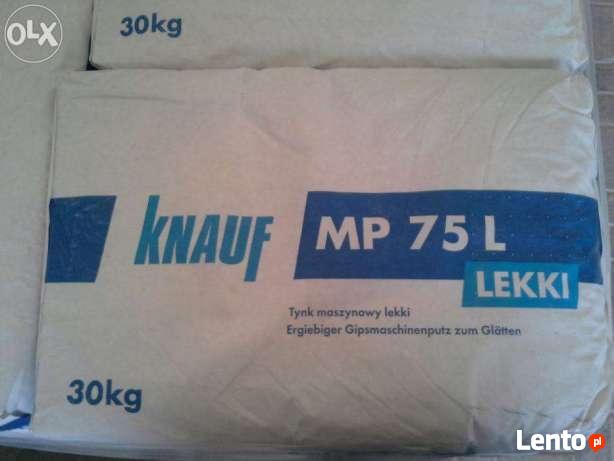 OLX
30kg
KNAUF
MP 75 L
LEKKI
Tynk maszynowy lekki
Ergiebiger Gipsmaschinenputz zum Glätten
30kg
Lento.pl